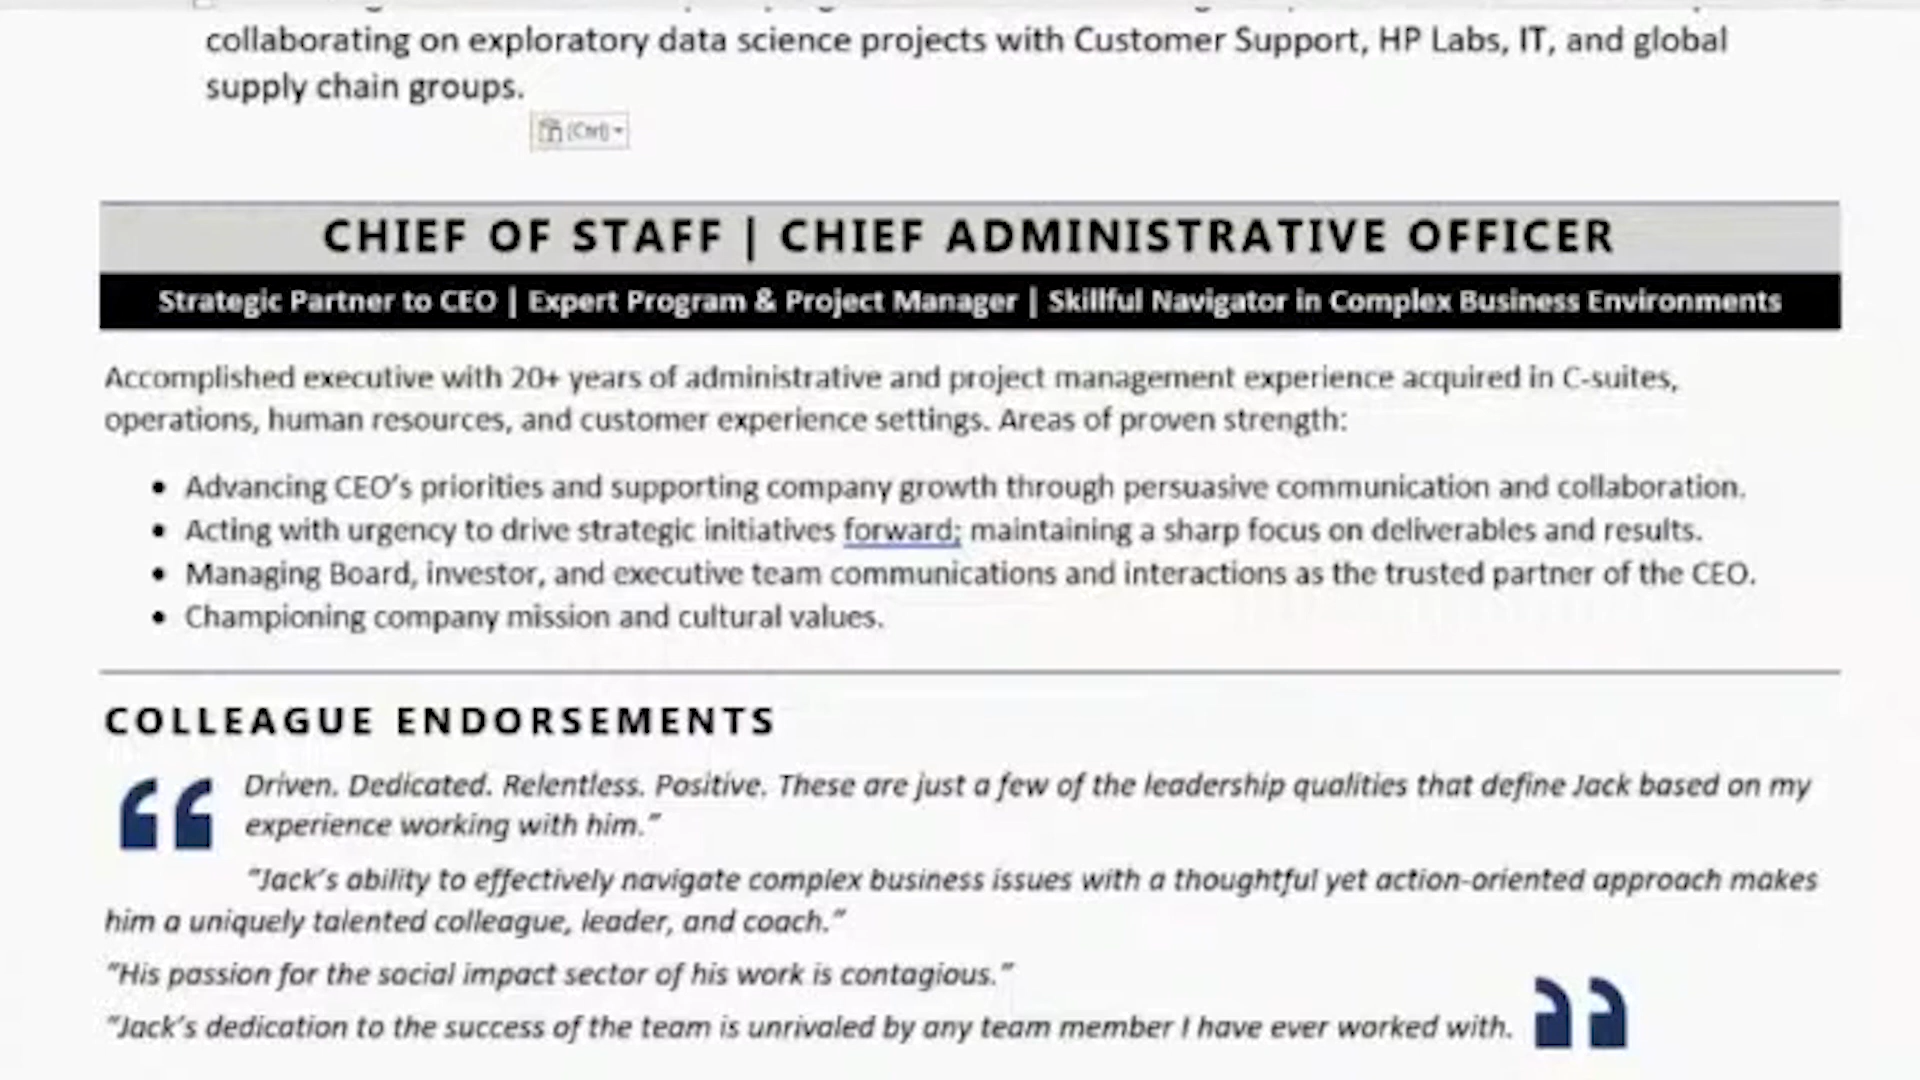 collaborating on exploratory data science projects with Customer Support, HP Labs, IT, and global
supply chain groups.
(Ctrl)
CHIEF OF STAFF | CHIEF ADMINISTRATIVE OFFICER
Strategic Partner to CEO | Expert Program & Project Manager | Skillful Navigator in Complex Business Environments
Accomplished executive with 20+ years of administrative and project management experience acquired in C-suites,
operations, human resources, and customer experience settings. Areas of proven strength:
• Advancing CEO’s priorities and supporting company growth through persuasive communication and collaboration.
• Acting with urgency to drive strategic initiatives forward; maintaining a sharp focus on deliverables and results.
• Managing Board, investor, and executive team communications and interactions as the trusted partner of the CEO.
• Championing company mission and cultural values.
COLLEAGUE ENDORSEMENTS
“ Driven. Dedicated. Relentless. Positive. These are just a few of the leadership qualities that define Jack based on my
experience working with him.”
“Jack’s ability to effectively navigate complex business issues with a thoughtful yet action-oriented approach makes
him a uniquely talented colleague, leader, and coach.”
“His passion for the social impact sector of his work is contagious.”
“Jack’s dedication to the success of the team is unrivaled by any team member I have ever worked with. ”